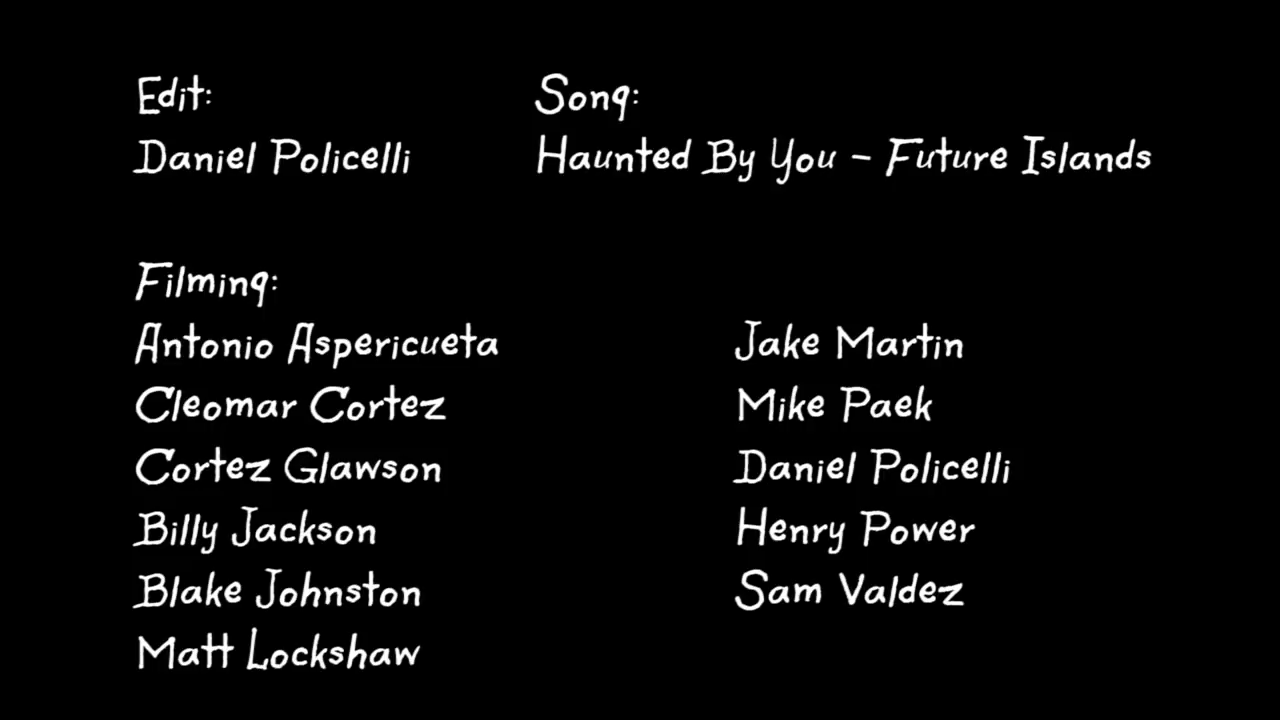 Edit:
Daniel Policelli
Song:
Haunted By You - Future Islands
Filming:
Antonio Aspericueta
Cleomar Cortez
Cortez Glawson
Billy Jackson
Blake Johnston
Matt Lockshaw
Jake Martin
Mike Paek
Daniel Policelli
Henry Power
Sam Valdez